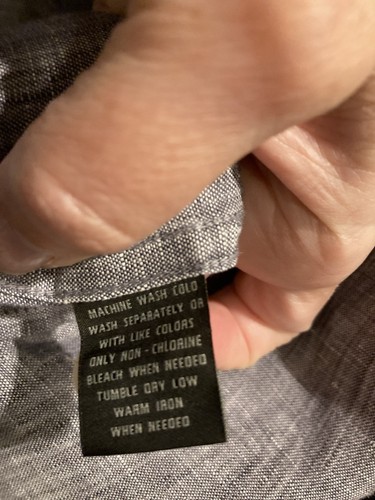 MACHINE WASH COLD
WASH SEPARATELY OR
WITH LIKE COLORS
ONLY NON-CHLORINE
BLEACH WHEN NEEDED
TUMBLE DRY LOW
WARM IRON
WHEN NEEDED